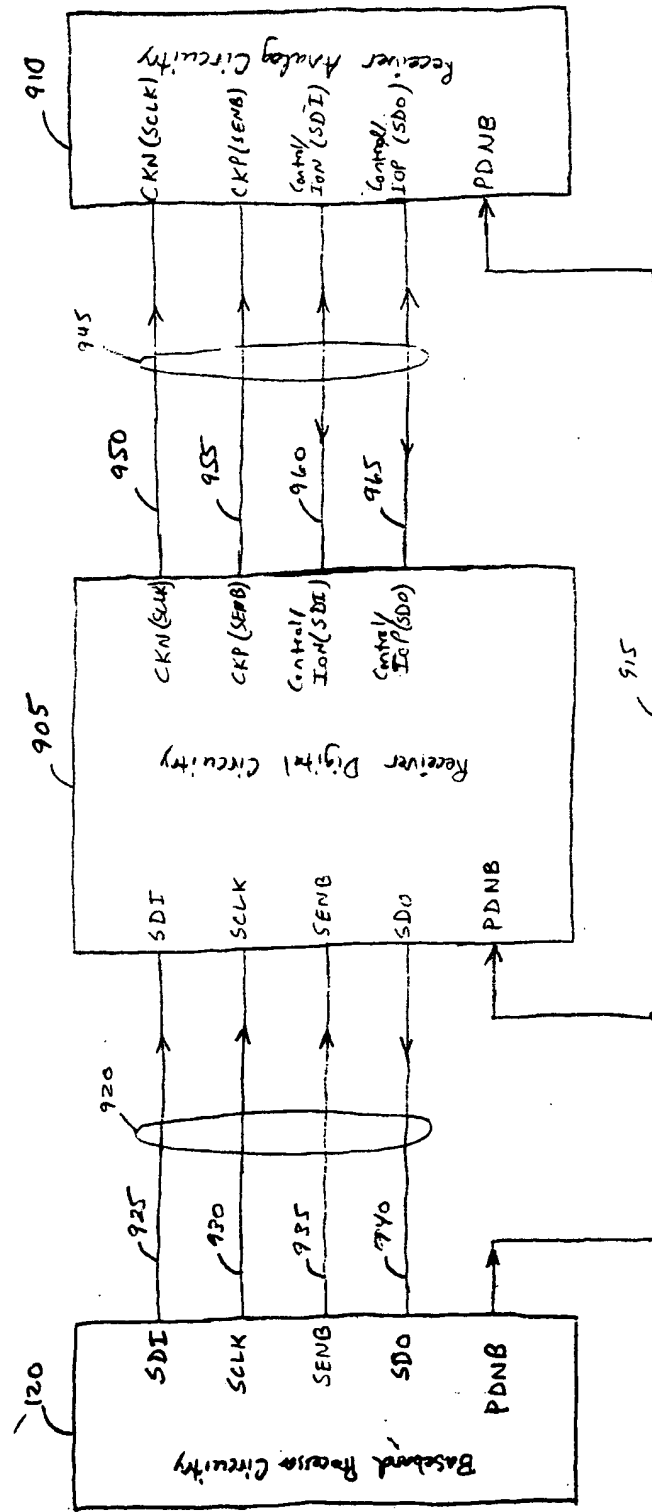 120
Baseband Processor Circuitry
SDI
SCLK
SENB
SDO
PDNB
925
930
935
940
920
905
SDI
SCLK
SENB
SDO
PDNB
Receiver Digital Circuitry
CKN(SCLK)
CKP(SENB)
Control/
ION(SDI)
Control/
IOP(SDO)
950
955
960
965
945
915
910
CKN(SCLK)
CKP(SENB)
Control/
ION(SDI)
Control/
IOP(SDO)
PDNB
Receiver Analog Circuitry